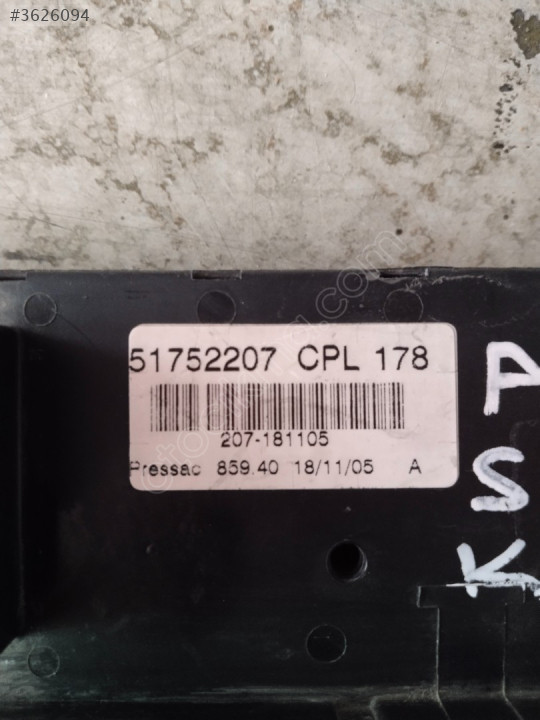 #3626094
51752207 CPL 178
207-181105
Pressac 859.40 18/11/05 A
A
S
K